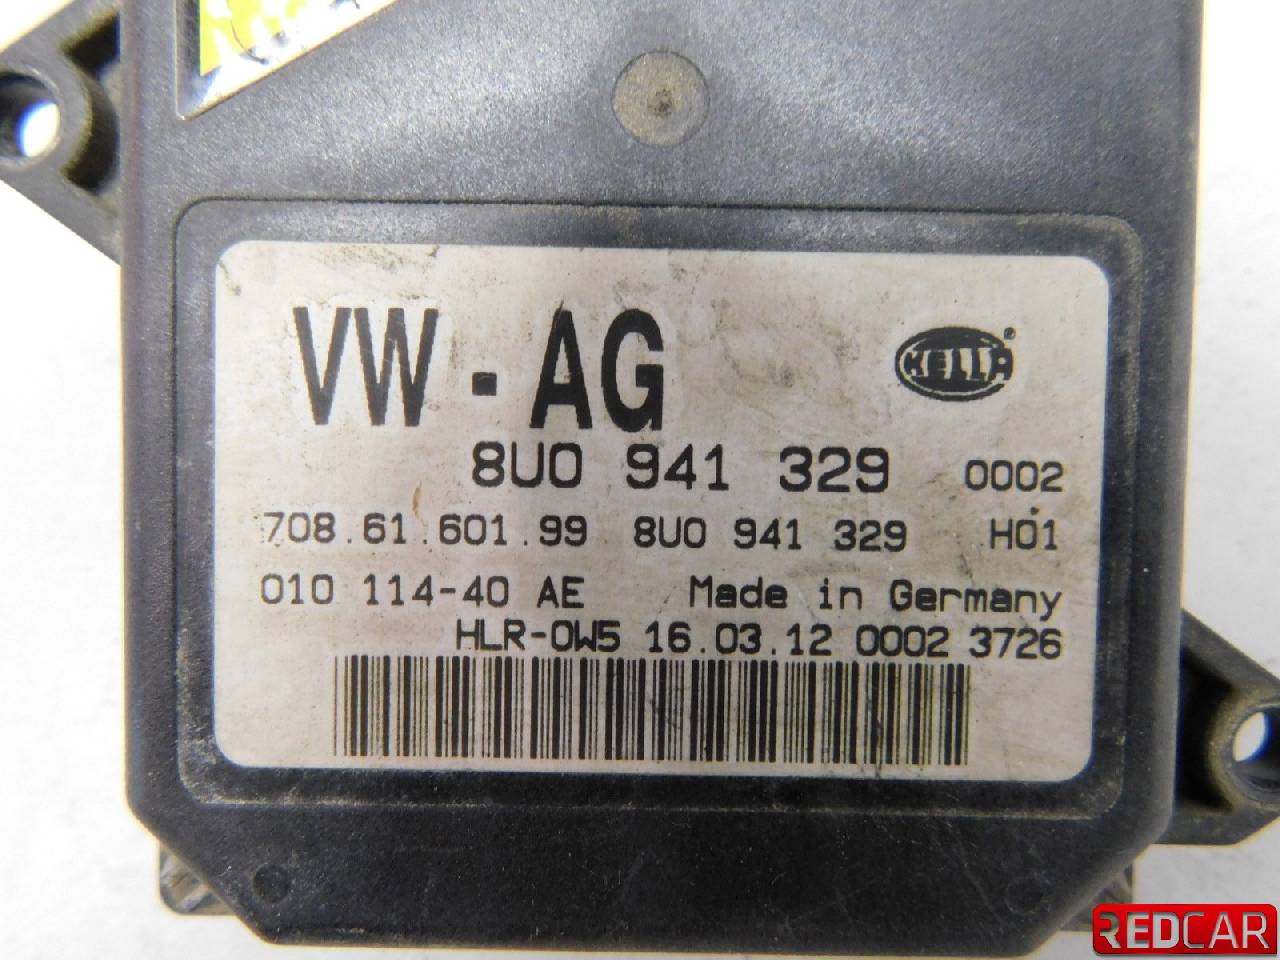 VW - AG
HELLA ®
8U0 941 329 0002
708.61.601.99 8U0 941 329 H01
010 114-40 AE Made in Germany
HLR-0W5 16.03.12 0002 3726
REDCAR